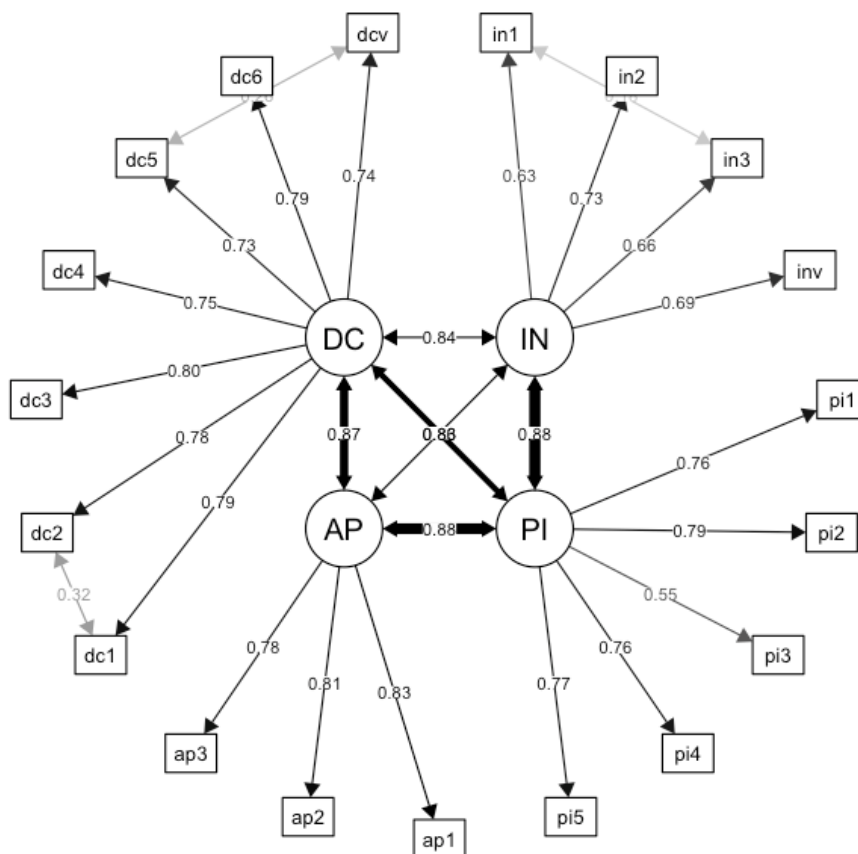 dcv
in1
dc6
in2
dc5
in3
0.74
0.63
0.79
0.73
0.73
0.66
dc4
inv
0.75
0.69
DC
0.84
IN
0.80
dc3
pi1
0.78
0.87
0.88
0.76
0.79
dc2
AP
0.88
PI
0.79
pi2
0.32
0.55
dc1
0.78
0.81
0.83
0.77
0.76
pi3
ap3
pi4
ap2
pi5
ap1